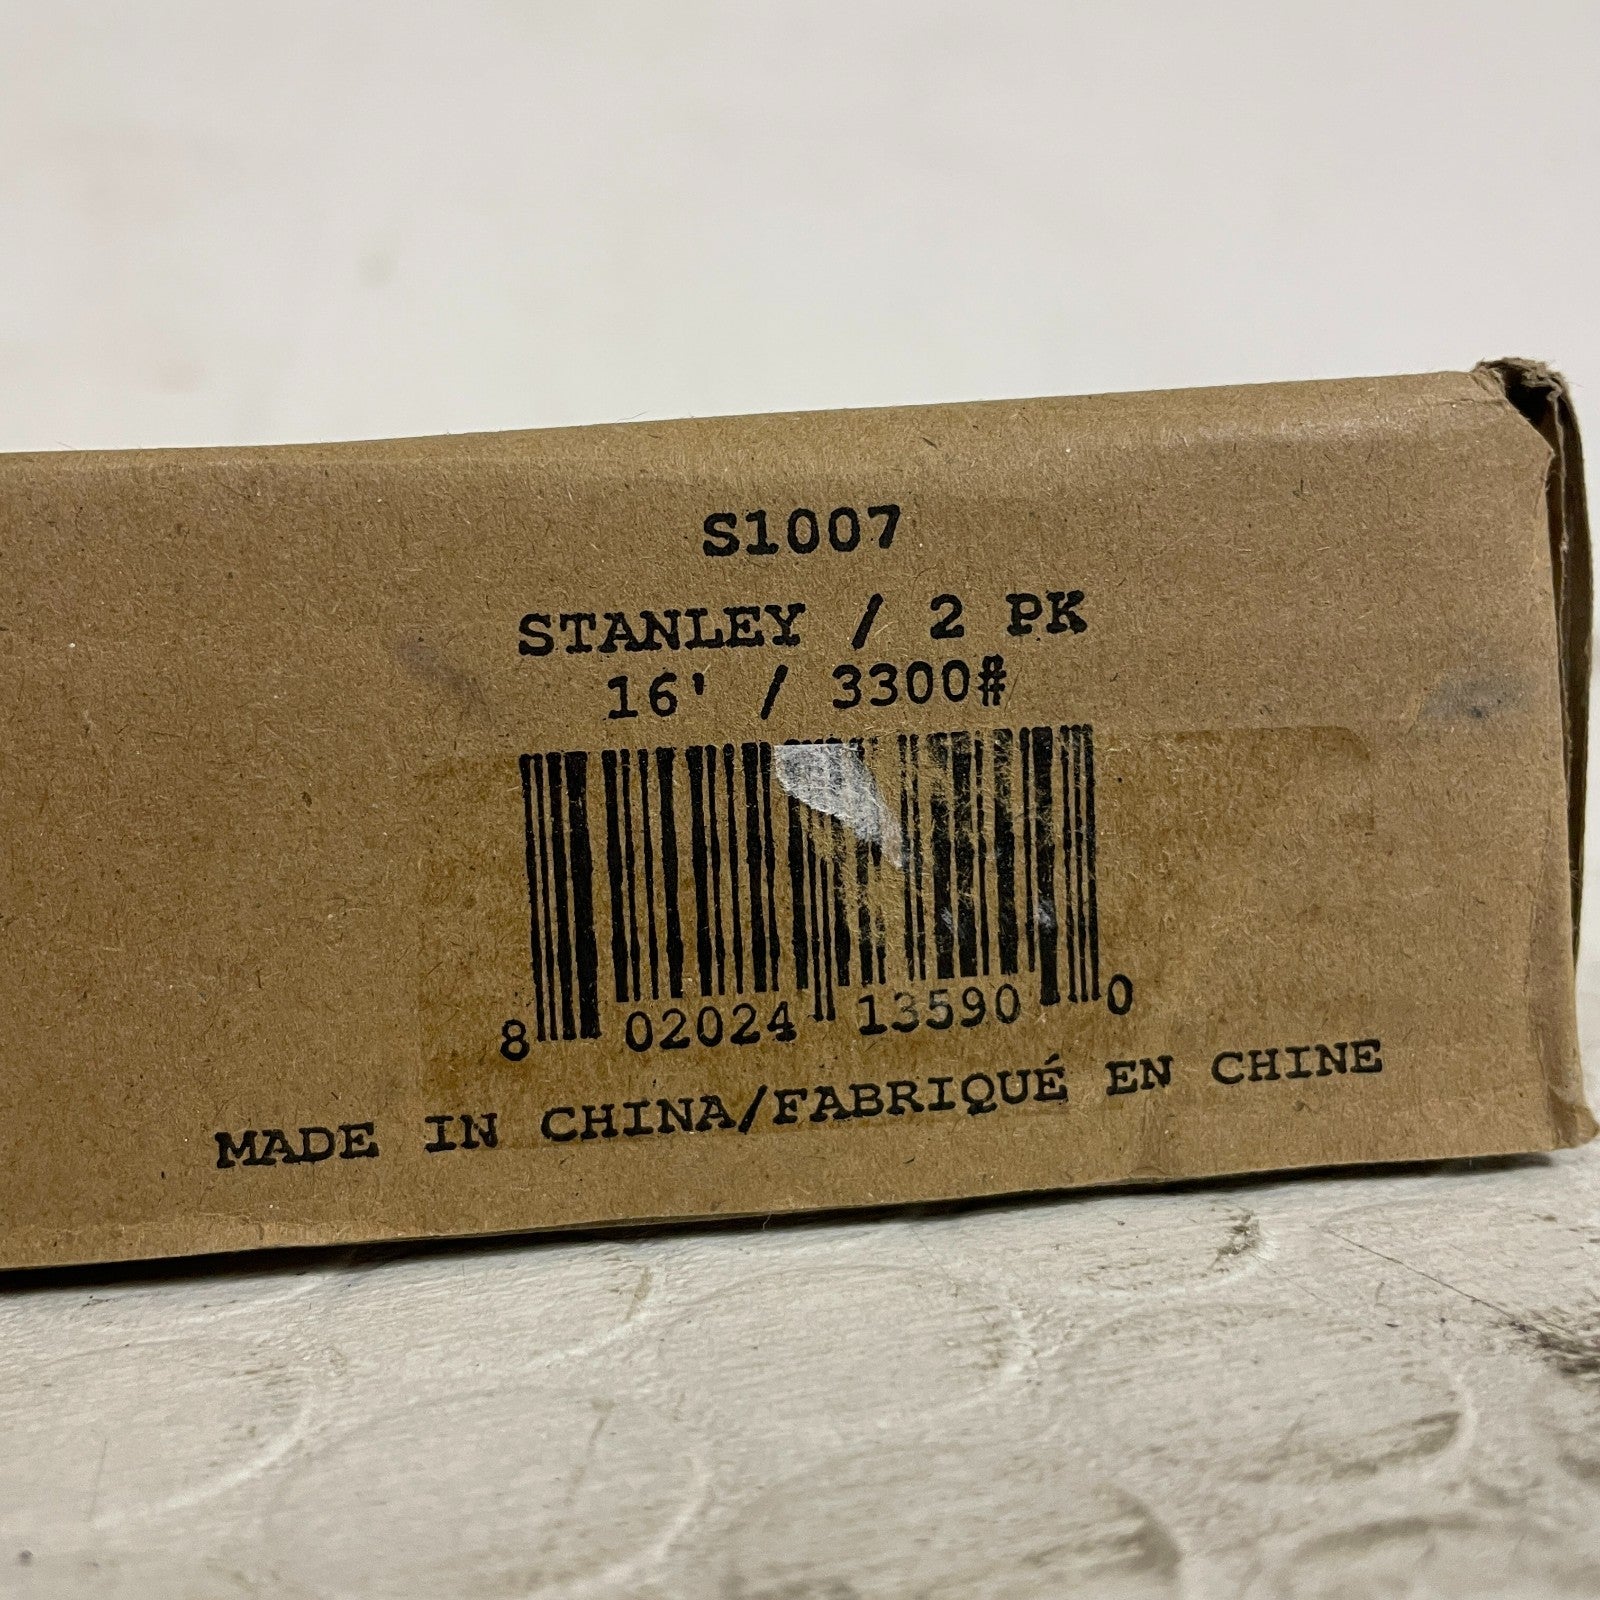 S1007
STANLEY / 2 PK
16' / 3300#
8 02024 13590 0
MADE IN CHINA/FABRIQUÉ EN CHINE